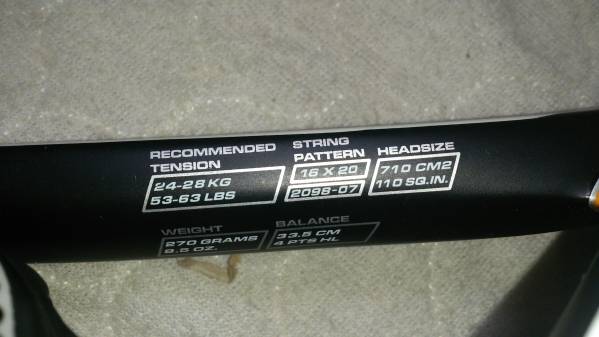 RECOMMENDED TENSION
24-28 KG
53-63 LBS
STRING PATTERN
16 X 20
2098-07
HEADSIZE
710 CM2
110 SQ.IN.
WEIGHT
270 GRAMS
9.5 OZ.
BALANCE
33.5 CM
4 PTS HL